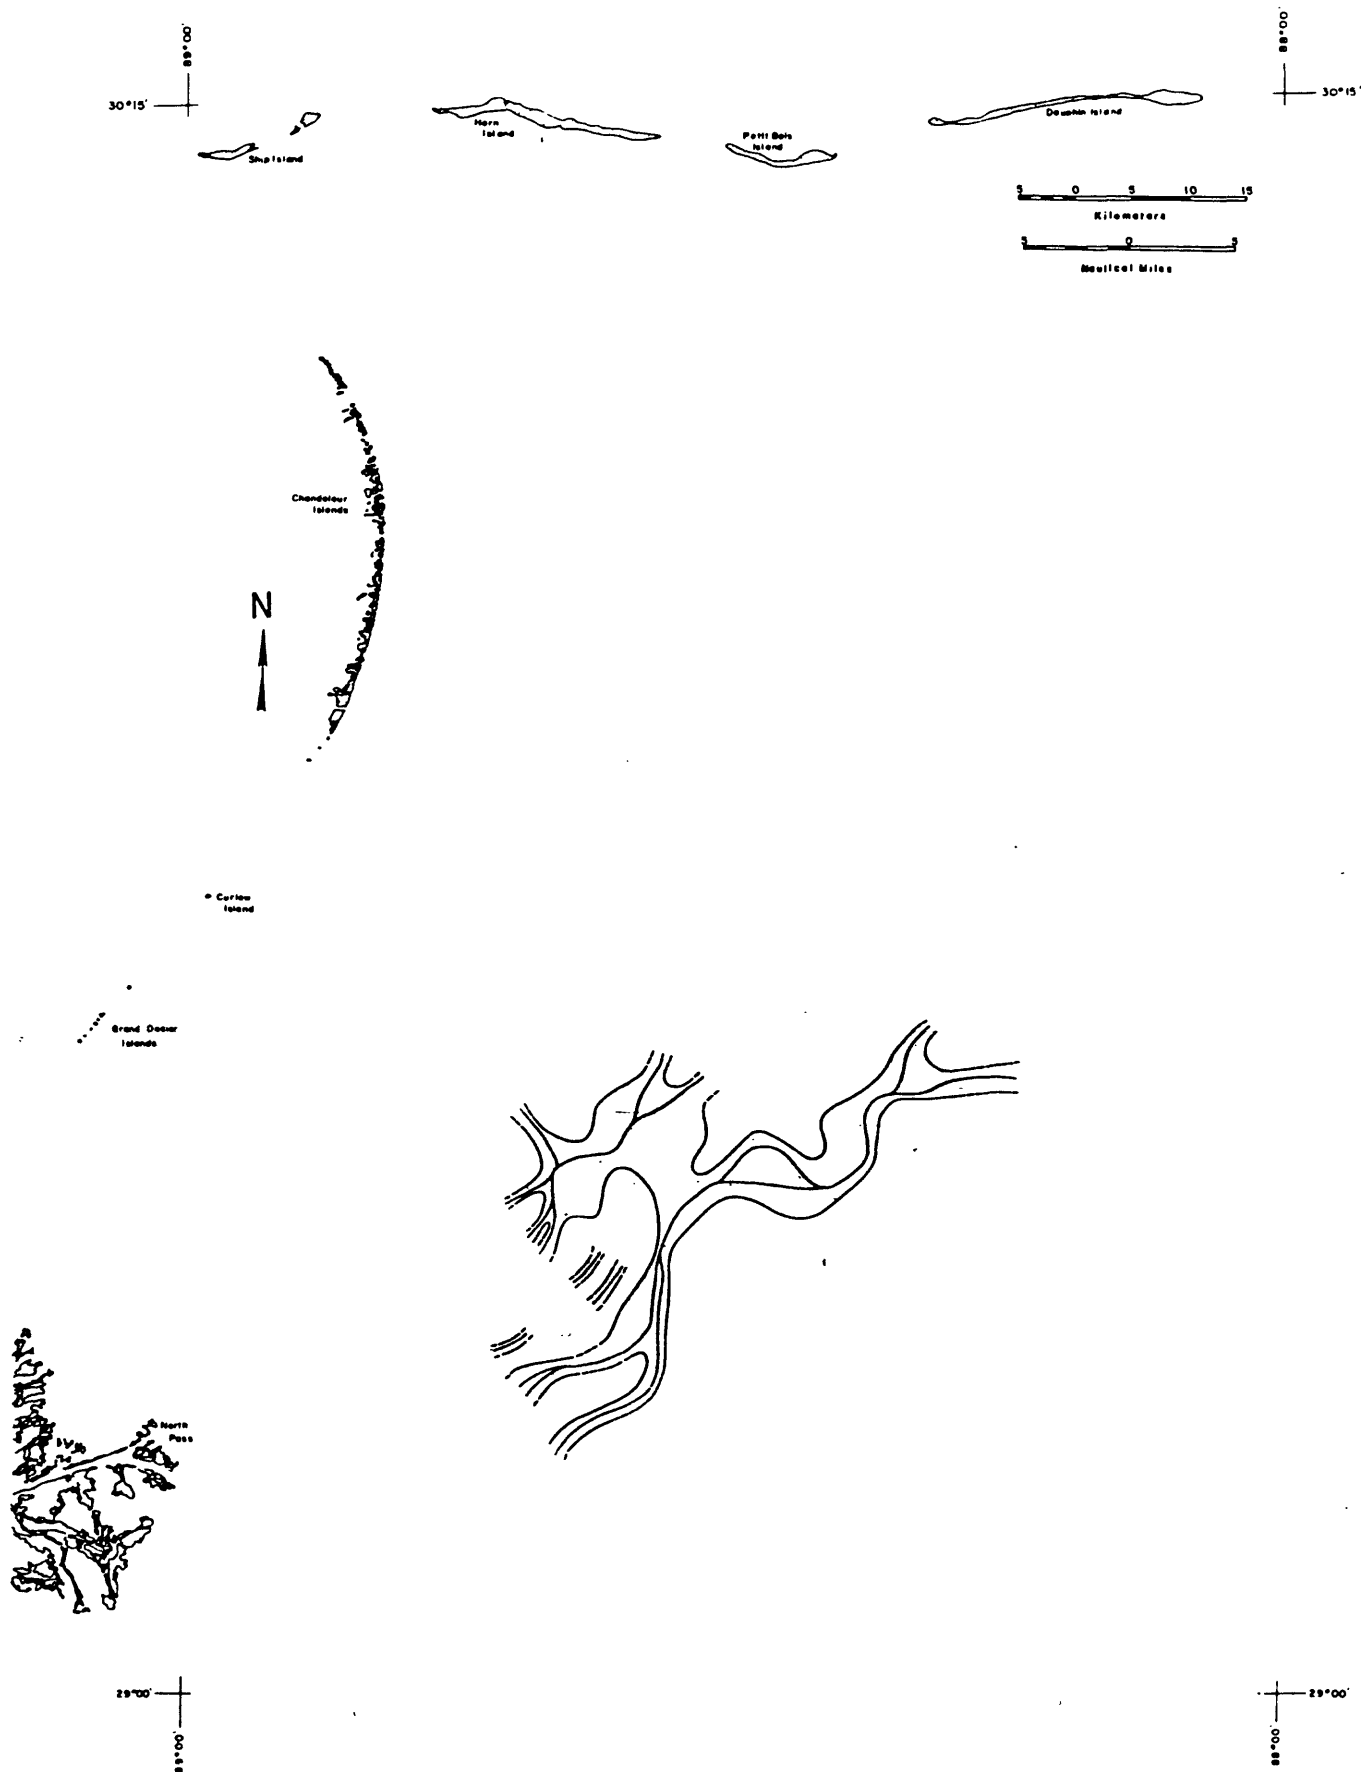 89°00'
88°00'
30°15'
30°15'
Ship Island
Horn
Island
Petit Bois
Island
Dauphin Island
5 0 5 10 15
Kilometers
5 0 5
Nautical Miles
Chandeleur
Islands
N
Curlew
Island
Grand Gosier
Islands
North
Pass
29°00'
29°00'
89°00'
88°00'